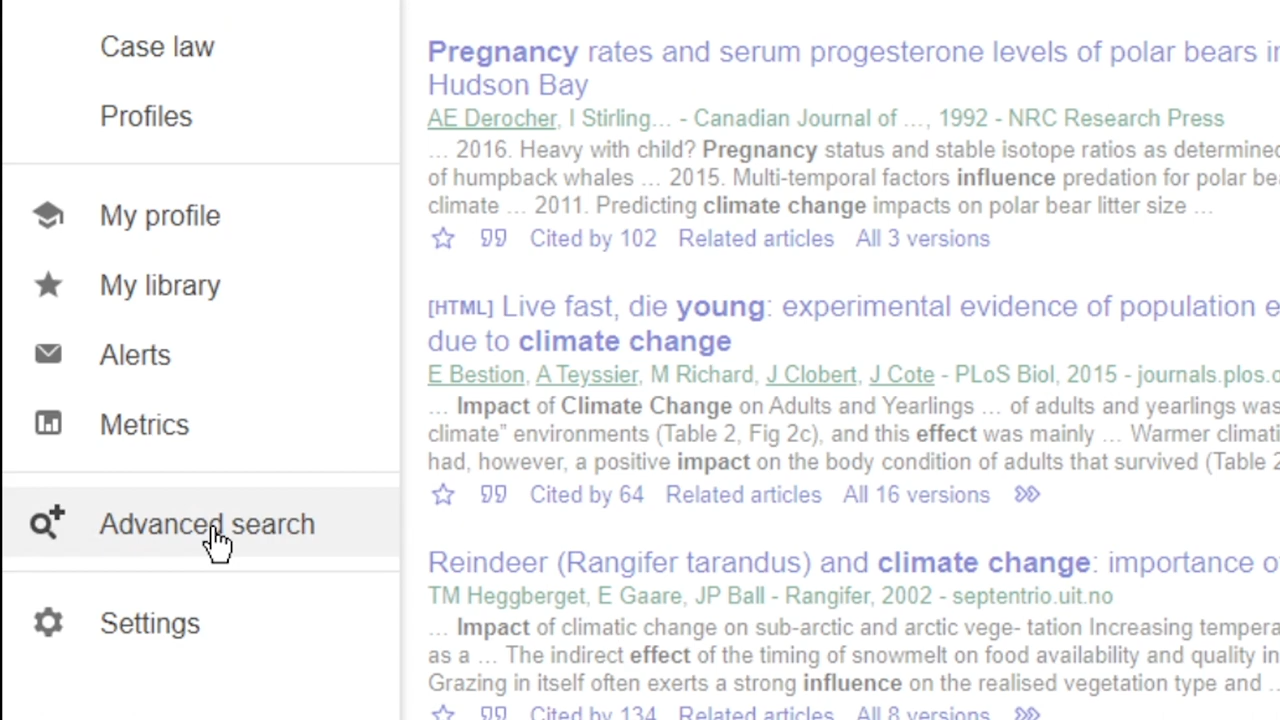 Case law
Profiles
My profile
My library
Alerts
Metrics
Advanced search
Settings
Pregnancy rates and serum progesterone levels of polar bears in
Hudson Bay
AE Derocher, I Stirling… - Canadian Journal of …, 1992 - NRC Research Press
… 2016. Heavy with child? Pregnancy status and stable isotope ratios as determined
of humpback whales … 2015. Multi-temporal factors influence predation for polar
climate … 2011. Predicting climate change impacts on polar bear litter size …
Cited by 102 Related articles All 3 versions
[HTML] Live fast, die young: experimental evidence of population
due to climate change
E Bestion, A Teyssier, M Richard, J Clobert, J Cote - PLoS Biol, 2015 - journals.plos.
… Impact of Climate Change on Adults and Yearlings … of adults and yearlings was
climate” environments (Table 2, Fig 2c), and this effect was mainly … Warmer
had, however, a positive impact on the body condition of adults that survived (Table 2
Cited by 64 Related articles All 16 versions
Reindeer (Rangifer tarandus) and climate change: importance
TM Heggberget, E Gaare, JP Ball - Rangifer, 2002 - septentrio.uit.no
… Impact of climatic change on sub-arctic and arctic vege- tation Increasing
as a … The indirect effect of the timing of snowmelt on food availability and quality in
Grazing in itself often exerts a strong influence on the realised vegetation type and …
Cited by 134 Related articles All 8 versions